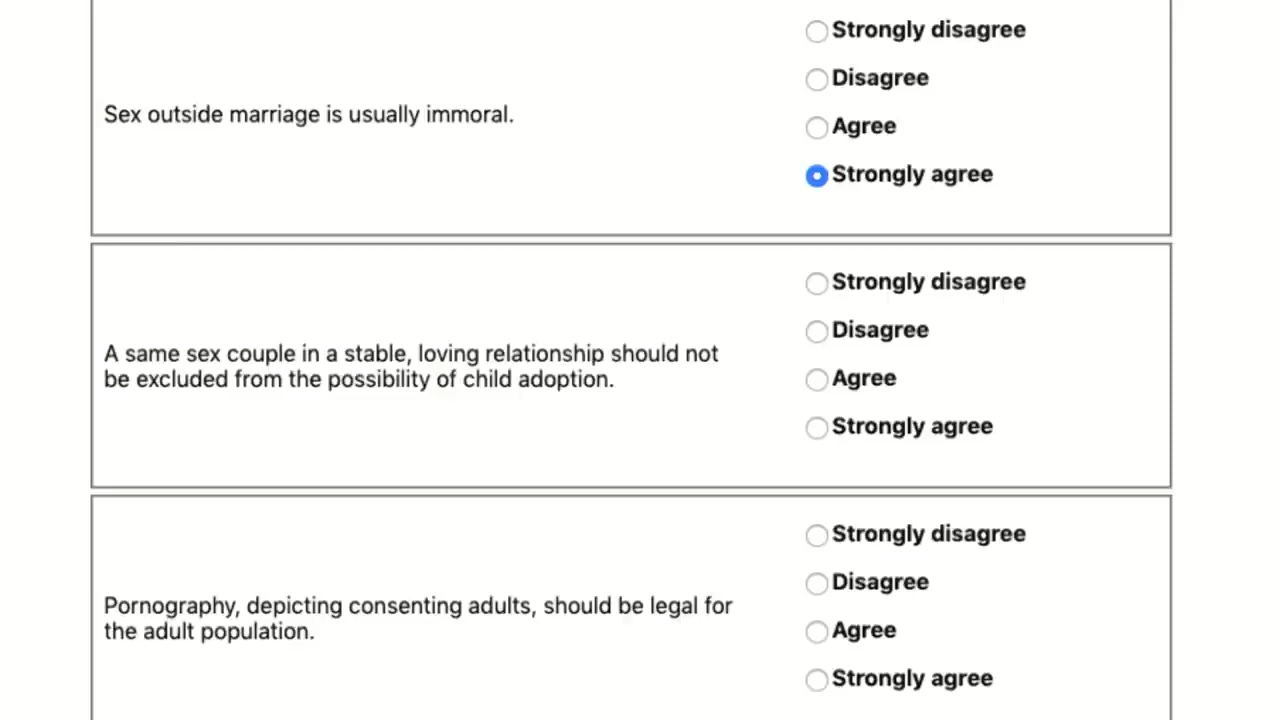 Strongly disagree
Disagree
Sex outside marriage is usually immoral.
Agree
Strongly agree
Strongly disagree
Disagree
A same sex couple in a stable, loving relationship should not
be excluded from the possibility of child adoption.
Agree
Strongly agree
Strongly disagree
Disagree
Pornography, depicting consenting adults, should be legal for
the adult population.
Agree
Strongly agree